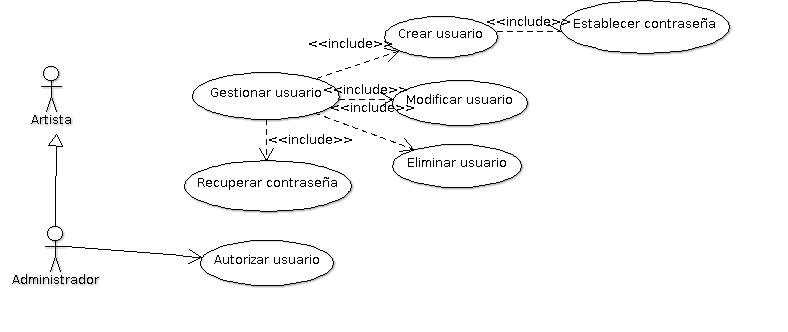 <<include>>
Establecer contraseña
Crear usuario
<<include>>
Gestionar usuario
<<include>>
Modificar usuario
<<include>>
Artista
<<include>>
Eliminar usuario
Recuperar contraseña
Autorizar usuario
Administrador